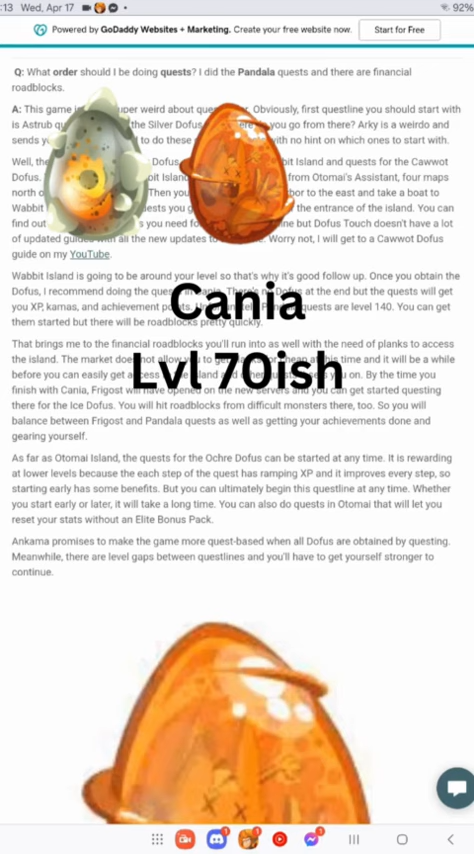 :13 Wed, Apr 17
92%
Powered by GoDaddy Websites + Marketing. Create your free website now.
Start for Free
Q: What order should I be doing quests? I did the Pandala quests and there are financial
roadblocks.
A: This game uper weird about que Obviously, first questline you should start with
is Astrub qu the Silver Dofus you go from there? Arky is a weirdo and
sends y to do these with no hint on which ones to start with.
Well, the Dofus bit Island and quests for the Cawwot
Dofus. bit Island from Otomai's Assistant, four maps
north o Then you bor to the east and take a boat to
Wabbit ests you g the entrance of the island. You can
find out s you need fo ine but Dofus Touch doesn't have a lot
of updated guides with all the new updates to Worry not, I will get to a Cawwot Dofus
guide on my YouTube.
Wabbit Island is going to be around your level so that's why it's good follow up. Once you obtain the
Dofus, I recommend doing the at the end but the quests will get
you XP, kamas, and achievement quests are level 140. You can get
them started but there will be roadblocks pretty quickly.
Cania
That brings me to the financial roadblocks you'll run into as well with the need of planks to access
the island. The market does not allow time and it will be a while
before you can easily get you on. By the time you
finish with Cania, Frigost will have opened on the new servers and you can get started questing
Lvl 70ish
there for the Ice Dofus. You will hit roadblocks from difficult monsters there, too. So you will
balance between Frigost and Pandala quests as well as getting your achievements done and
gearing yourself.
As far as Otomai Island, the quests for the Ochre Dofus can be started at any time. It is rewarding
at lower levels because the each step of the quest has ramping XP and it improves every step, so
starting early has some benefits. But you can ultimately begin this questline at any time. Whether
you start early or later, it will take a long time. You can also do quests in Otomai that will let you
reset your stats without an Elite Bonus Pack.
Ankama promises to make the game more quest-based when all Dofus are obtained by questing.
Meanwhile, there are level gaps between questlines and you'll have to get yourself stronger to
continue.